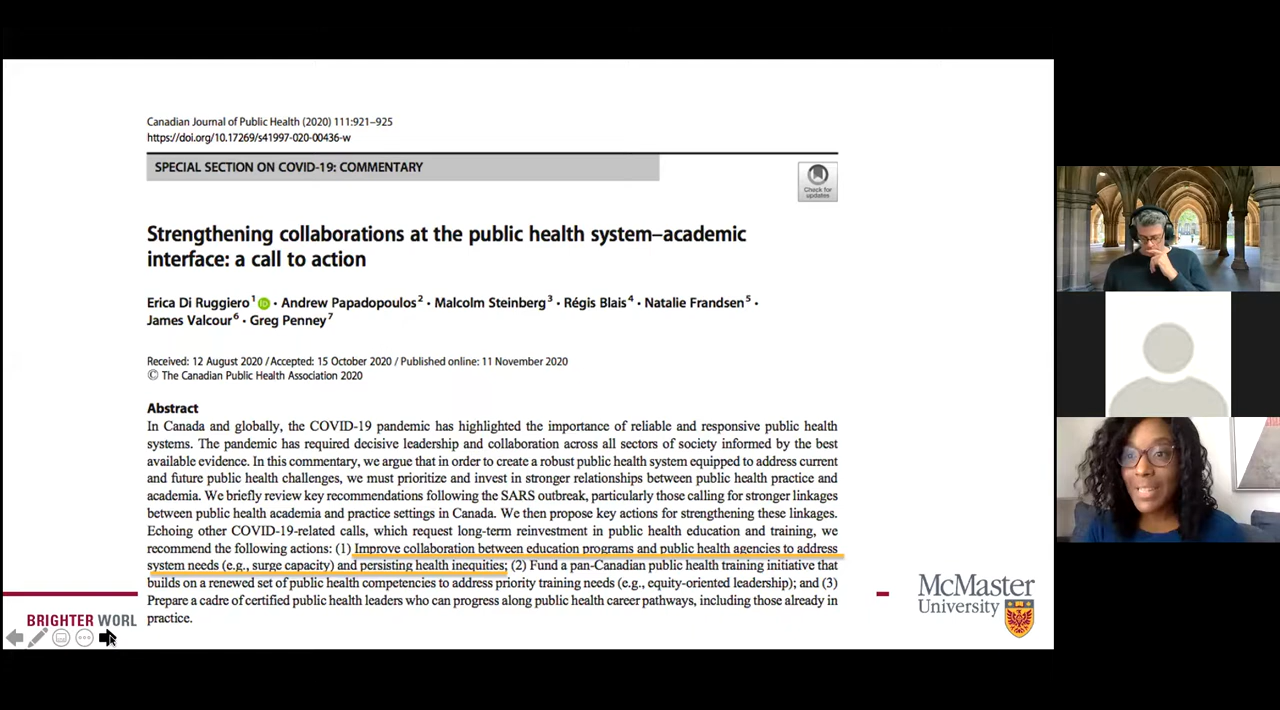 Canadian Journal of Public Health (2020) 111:921–925
https://doi.org/10.17269/s41997-020-00436-w
SPECIAL SECTION ON COVID-19: COMMENTARY
Check for
updates
Strengthening collaborations at the public health system–academic
interface: a call to action
Erica Di Ruggiero1 · Andrew Papadopoulos2 · Malcolm Steinberg3 · Régis Blais4 · Natalie Frandsen5 ·
James Valcour6 · Greg Penney7
Received: 12 August 2020 / Accepted: 15 October 2020 / Published online: 11 November 2020
© The Canadian Public Health Association 2020
Abstract
In Canada and globally, the COVID-19 pandemic has highlighted the importance of reliable and responsive public health
systems. The pandemic has required decisive leadership and collaboration across all sectors of society informed by the best
available evidence. In this commentary, we argue that in order to create a robust public health system equipped to address current
and future public health challenges, we must prioritize and invest in stronger relationships between public health practice and
academia. We briefly review key recommendations following the SARS outbreak, particularly those calling for stronger linkages
between public health academia and practice settings in Canada. We then propose key actions for strengthening these linkages.
Echoing other COVID-19-related calls, which request long-term reinvestment in public health education and training, we
recommend the following actions: (1) Improve collaboration between education programs and public health agencies to address
system needs (e.g., surge capacity) and persisting health inequities; (2) Fund a pan-Canadian public health training initiative that
builds on a renewed set of public health competencies to address priority training needs (e.g., equity-oriented leadership); and (3)
Prepare a cadre of certified public health leaders who can progress along public health career pathways, including those already in
practice.
BRIGHTER WORL
McMaster
University